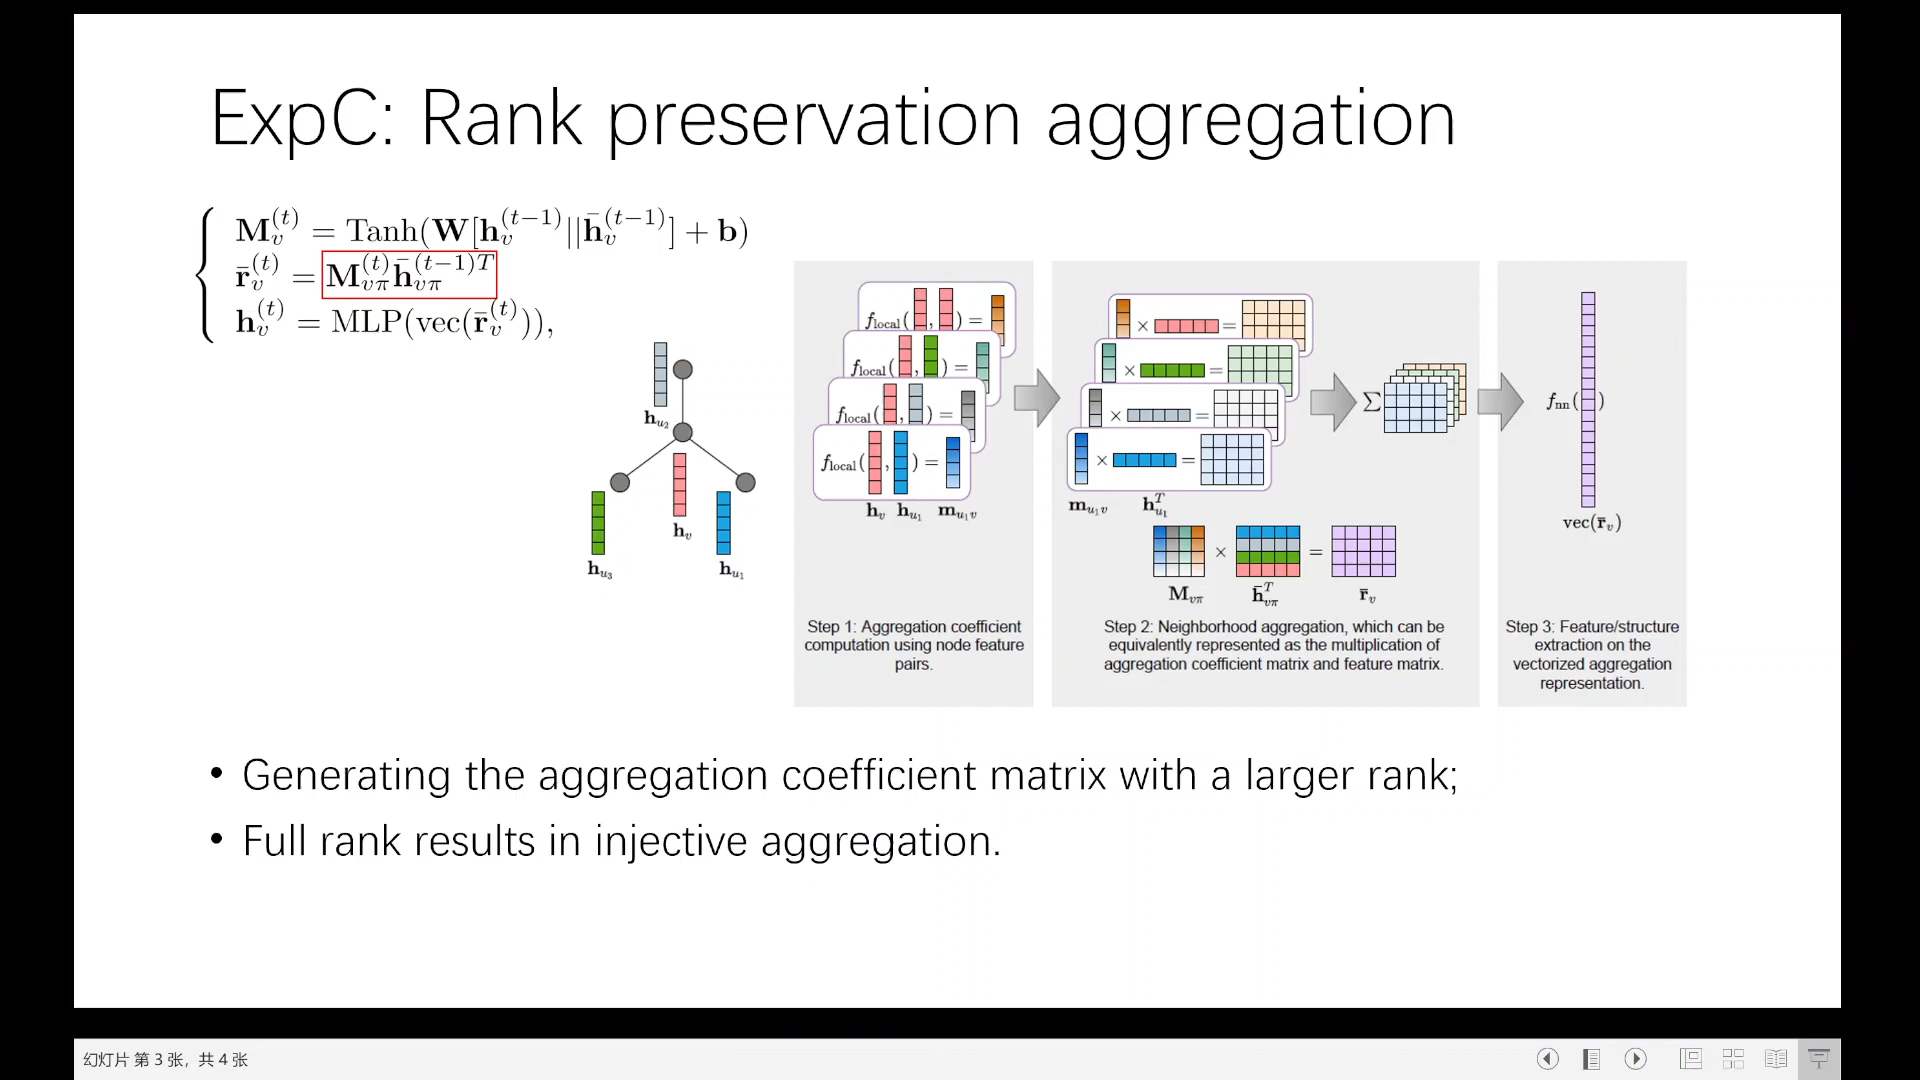 ExpC: Rank preservation aggregation
M_v^(t) = Tanh(W[h_v^(t−1)||h̄_v^(t−1)] + b)
r̄_v^(t) = M_vπ^(t) h̄_vπ^(t−1)T
h_v^(t) = MLP(vec(r̄_v^(t))),
h_u₂
h_v
h_u₃
h_u₁
f_local( , ) =
f_local( , ) =
f_local( , ) =
f_local( , ) =
h_v h_u₁ m_u₁v
Step 1: Aggregation coefficient
computation using node feature
pairs.
× =
× =
× =
× =
m_u₁v h_u₁^T
Σ
× =
M_vπ h̄_vπ^T r̄_v
Step 2: Neighborhood aggregation, which can be
equivalently represented as the multiplication of
aggregation coefficient matrix and feature matrix.
f_nn( )
vec(r̄_v)
Step 3: Feature/structure
extraction on the
vectorized aggregation
representation.
• Generating the aggregation coefficient matrix with a larger rank;
• Full rank results in injective aggregation.
幻灯片 第 3 张，共 4 张